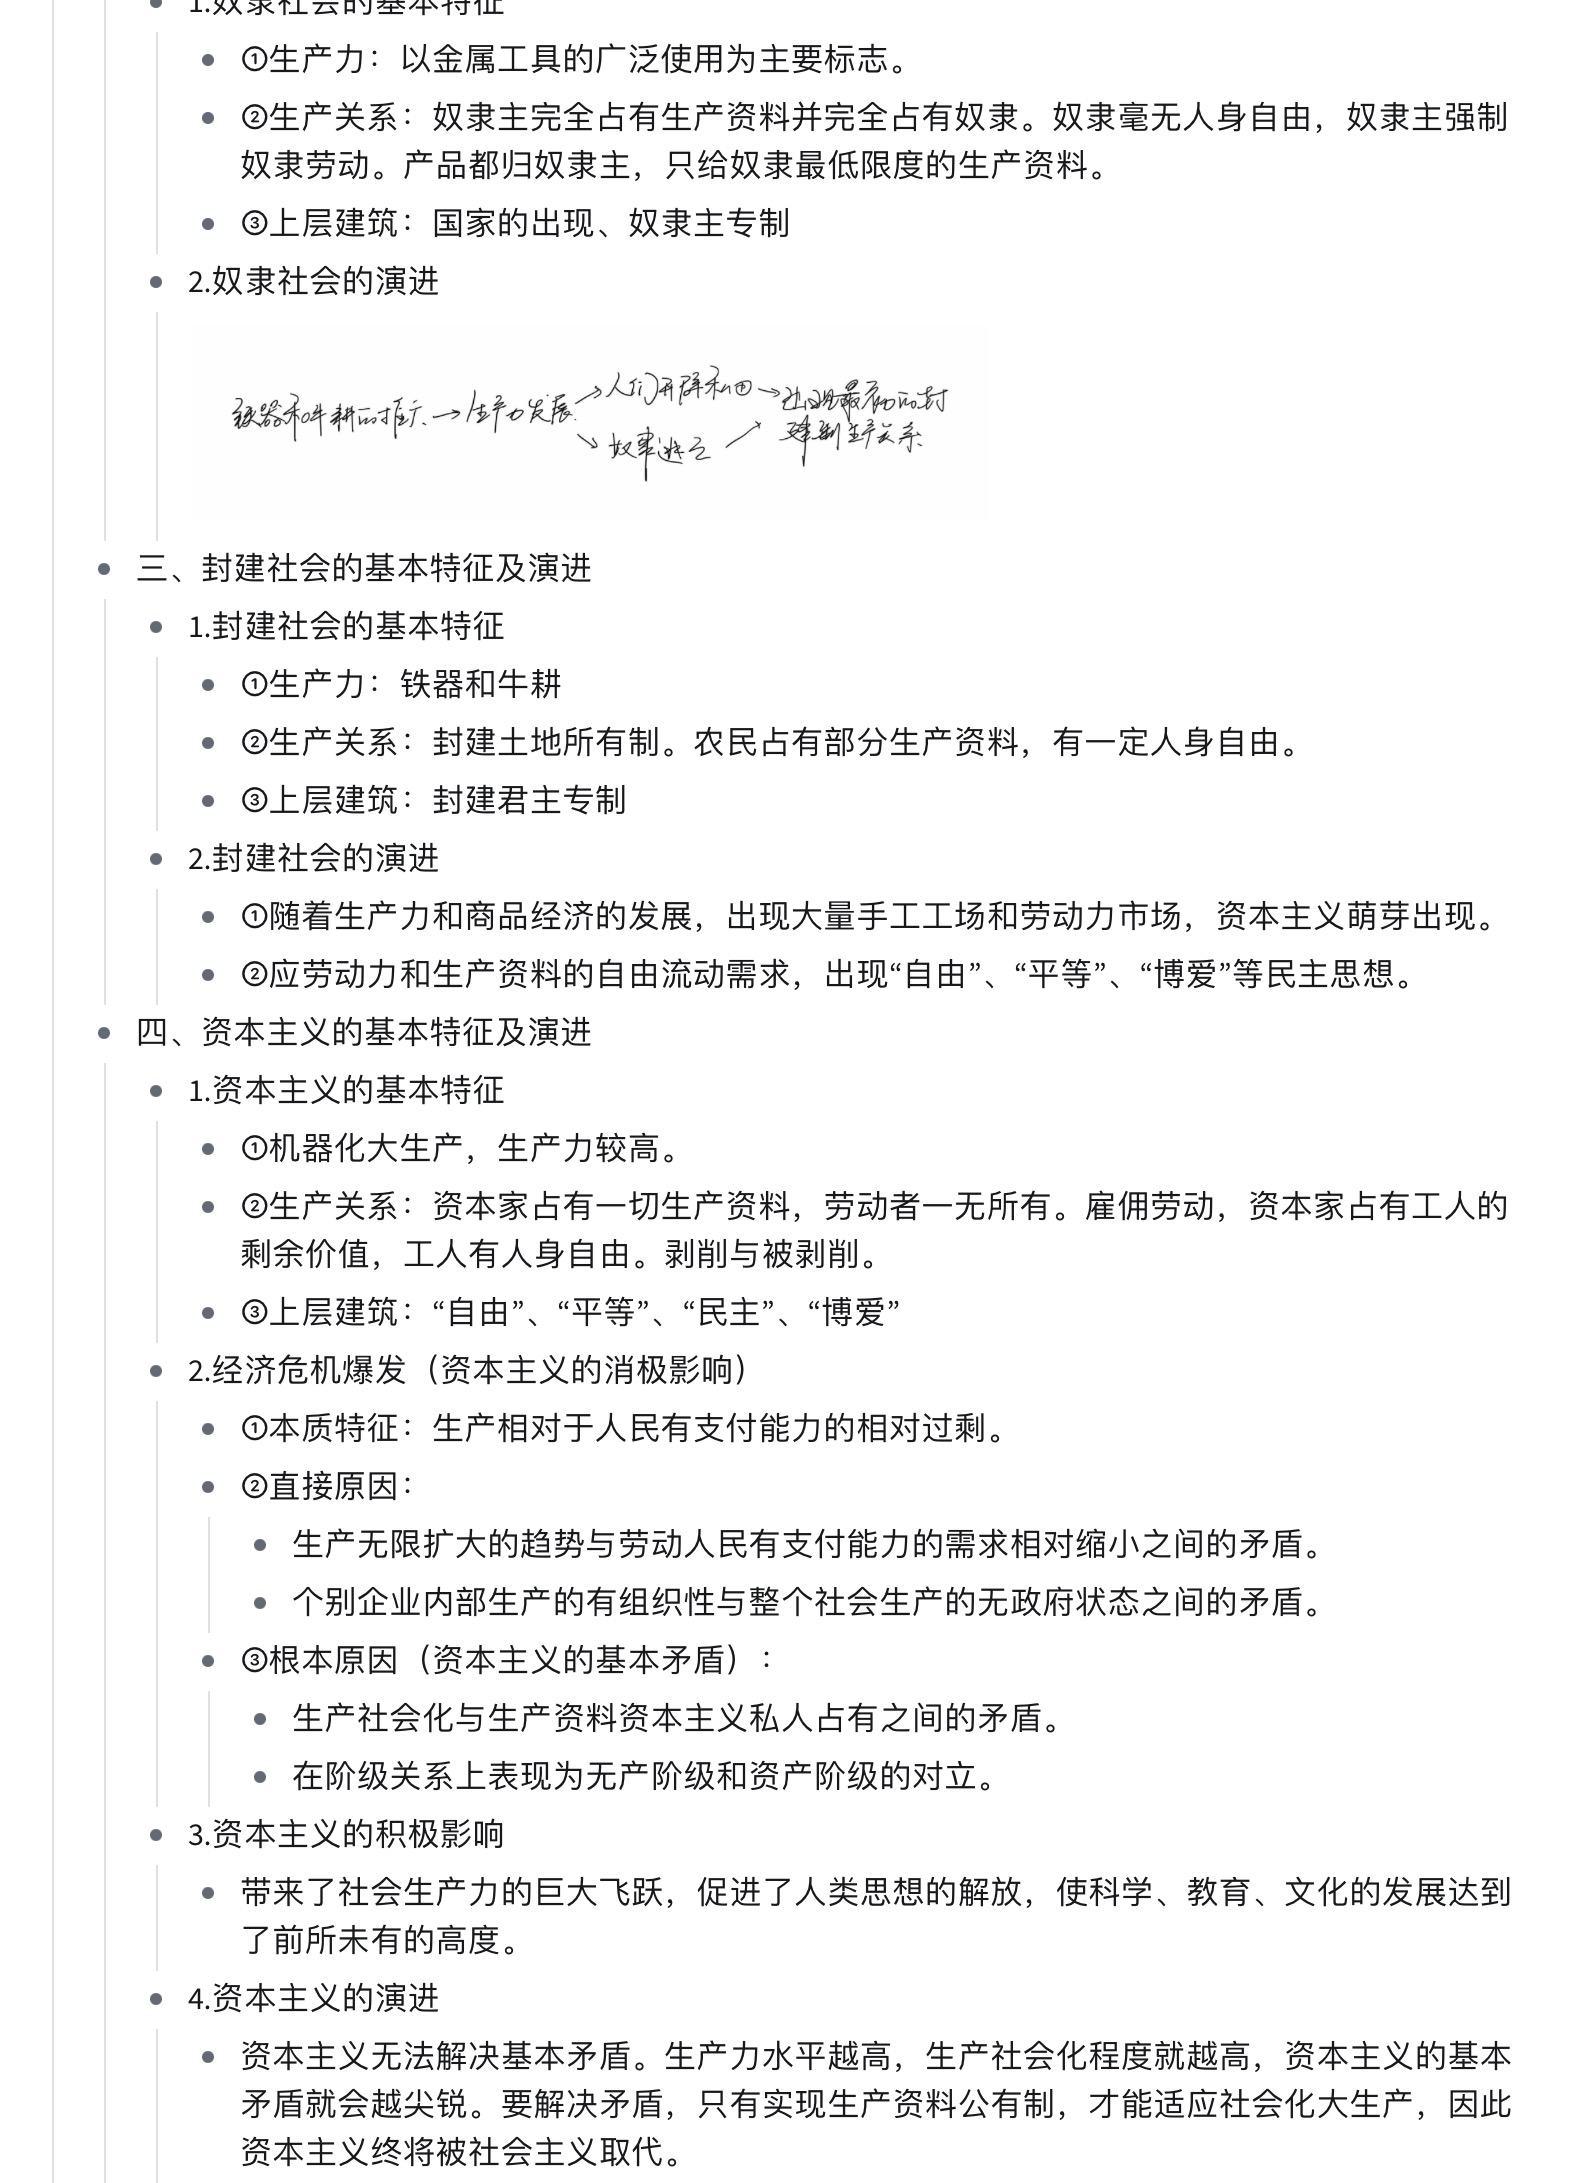 1.奴隶社会的基本特征
①生产力：以金属工具的广泛使用为主要标志。
②生产关系：奴隶主完全占有生产资料并完全占有奴隶。奴隶毫无人身自由，奴隶主强制
奴隶劳动。产品都归奴隶主，只给奴隶最低限度的生产资料。
③上层建筑：国家的出现、奴隶主专制
2.奴隶社会的演进
铁器和牛耕的推广→生产力发展
↗人们开辟私田→出现最初的封
↘奴隶逃亡↗建制生产关系
三、封建社会的基本特征及演进
1.封建社会的基本特征
①生产力：铁器和牛耕
②生产关系：封建土地所有制。农民占有部分生产资料，有一定人身自由。
③上层建筑：封建君主专制
2.封建社会的演进
①随着生产力和商品经济的发展，出现大量手工工场和劳动力市场，资本主义萌芽出现。
②应劳动力和生产资料的自由流动需求，出现“自由”、“平等”、“博爱”等民主思想。
四、资本主义的基本特征及演进
1.资本主义的基本特征
①机器化大生产，生产力较高。
②生产关系：资本家占有一切生产资料，劳动者一无所有。雇佣劳动，资本家占有工人的
剩余价值，工人有人身自由。剥削与被剥削。
③上层建筑：“自由”、“平等”、“民主”、“博爱”
2.经济危机爆发（资本主义的消极影响）
①本质特征：生产相对于人民有支付能力的相对过剩。
②直接原因：
生产无限扩大的趋势与劳动人民有支付能力的需求相对缩小之间的矛盾。
个别企业内部生产的有组织性与整个社会生产的无政府状态之间的矛盾。
③根本原因（资本主义的基本矛盾）：
生产社会化与生产资料资本主义私人占有之间的矛盾。
在阶级关系上表现为无产阶级和资产阶级的对立。
3.资本主义的积极影响
带来了社会生产力的巨大飞跃，促进了人类思想的解放，使科学、教育、文化的发展达到
了前所未有的高度。
4.资本主义的演进
资本主义无法解决基本矛盾。生产力水平越高，生产社会化程度就越高，资本主义的基本
矛盾就会越尖锐。要解决矛盾，只有实现生产资料公有制，才能适应社会化大生产，因此
资本主义终将被社会主义取代。